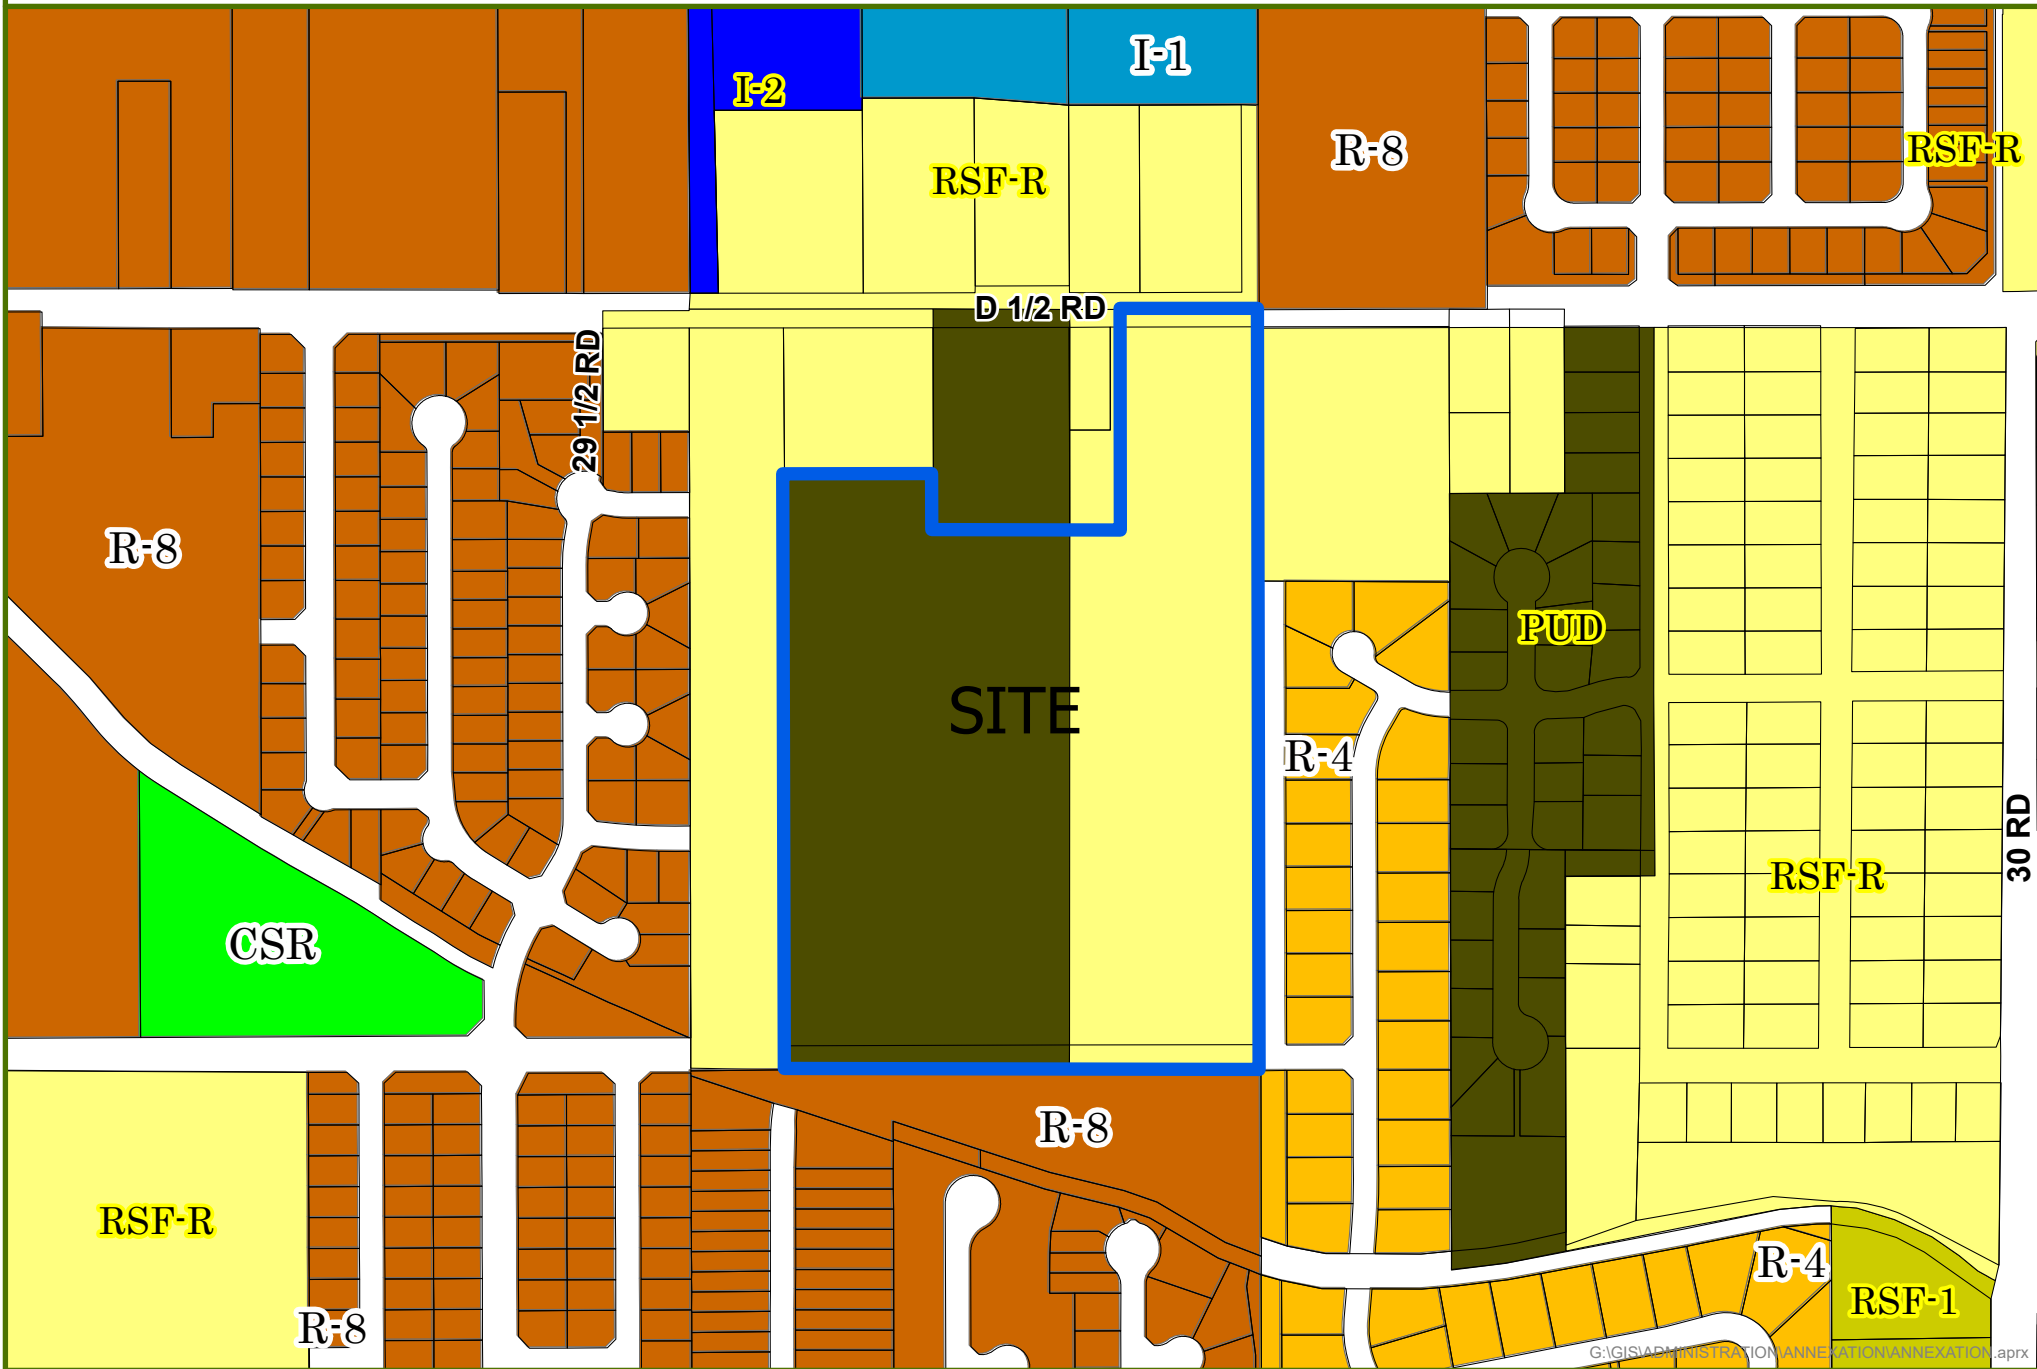 I-1
I-2
R-8
RSF-R
RSF-R
D 1/2 RD
29 1/2 RD
R-8
PUD
SITE
R-4
30 RD
RSF-R
CSR
R-8
RSF-R
R-4
RSF-1
R-8
G:\GIS\ADMINISTRATION\ANNEXATION\ANNEXATION.aprx